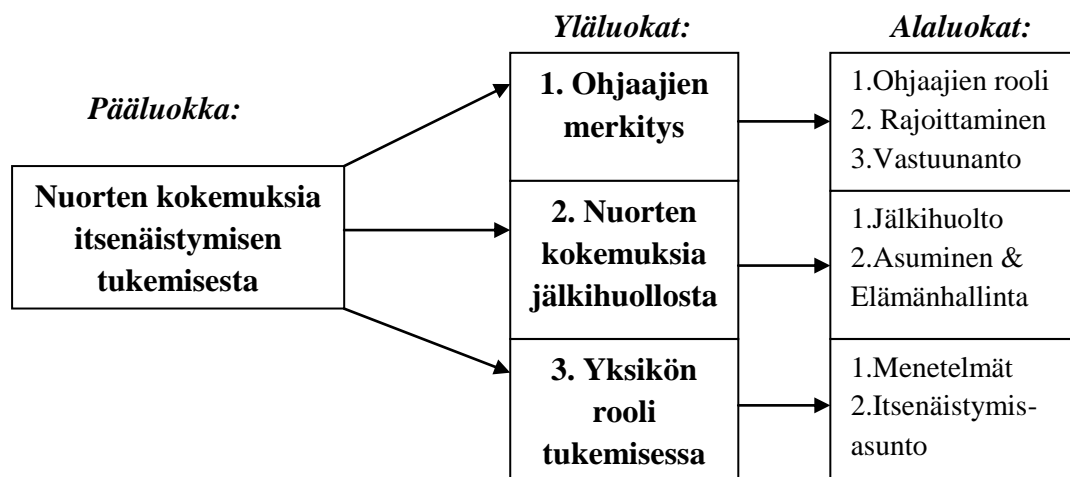 Pääluokka:
Nuorten kokemuksia
itsenäistymisen
tukemisesta
Yläluokat:
1. Ohjaajien
merkitys
2. Nuorten
kokemuksia
jälkihuollosta
3. Yksikön
rooli
tukemisessa
Alaluokat:
1.Ohjaajien rooli
2. Rajoittaminen
3.Vastuunanto
1.Jälkihuolto
2.Asuminen &
Elämänhallinta
1.Menetelmät
2.Itsenäistymis-
asunto